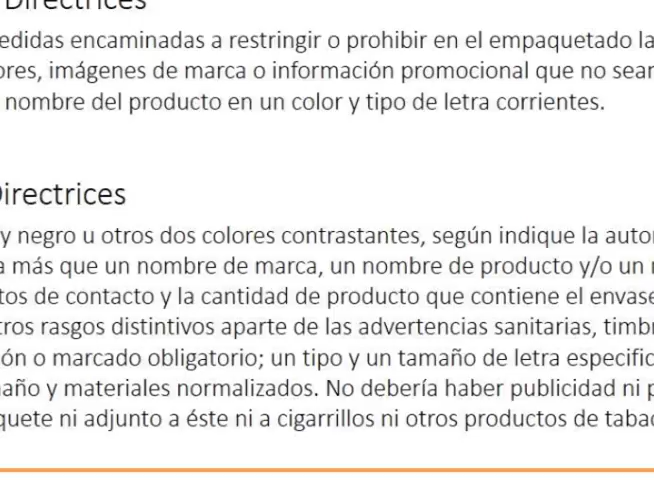 Directrices
edidas encaminadas a restringir o prohibir en el empaquetado la
ores, imágenes de marca o información promocional que no sean
nombre del producto en un color y tipo de letra corrientes.
Directrices
y negro u otros dos colores contrastantes, según indique la autor
a más que un nombre de marca, un nombre de producto y/o un
tos de contacto y la cantidad de producto que contiene el envase
tros rasgos distintivos aparte de las advertencias sanitarias, timbr
ón o marcado obligatorio; un tipo y un tamaño de letra especific
naño y materiales normalizados. No debería haber publicidad ni p
quete ni adjunto a éste ni a cigarrillos ni otros productos de tabac